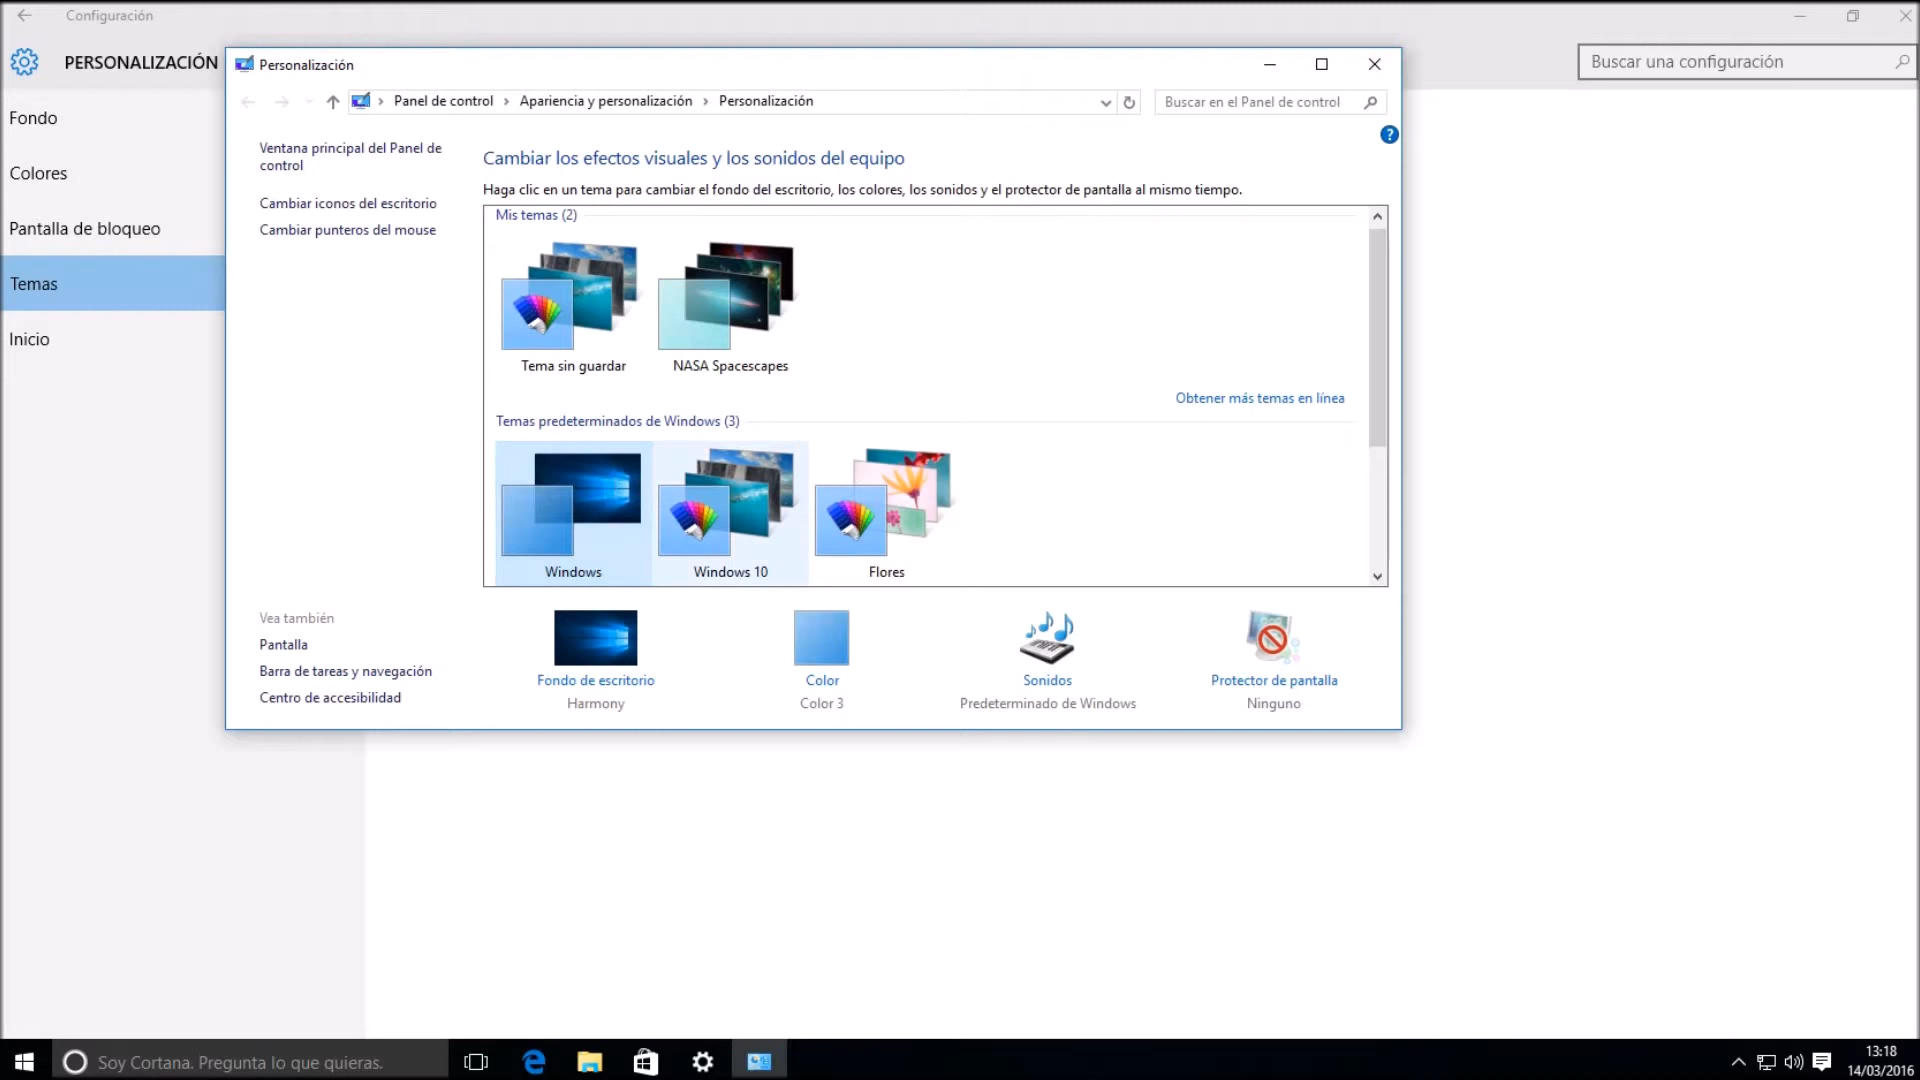 Configuración
PERSONALIZACIÓN
Buscar una configuración
Fondo
Colores
Pantalla de bloqueo
Temas
Inicio
Personalización
Panel de control > Apariencia y personalización > Personalización
Buscar en el Panel de control
?
Ventana principal del Panel de
control
Cambiar iconos del escritorio
Cambiar punteros del mouse
Cambiar los efectos visuales y los sonidos del equipo
Haga clic en un tema para cambiar el fondo del escritorio, los colores, los sonidos y el protector de pantalla al mismo tiempo.
Mis temas (2)
Tema sin guardar
NASA Spacescapes
Obtener más temas en línea
Temas predeterminados de Windows (3)
Windows
Windows 10
Flores
Vea también
Pantalla
Barra de tareas y navegación
Centro de accesibilidad
Fondo de escritorio
Harmony
Color
Color 3
Sonidos
Predeterminado de Windows
Protector de pantalla
Ninguno
Soy Cortana. Pregunta lo que quieras.
13:18
14/03/2016